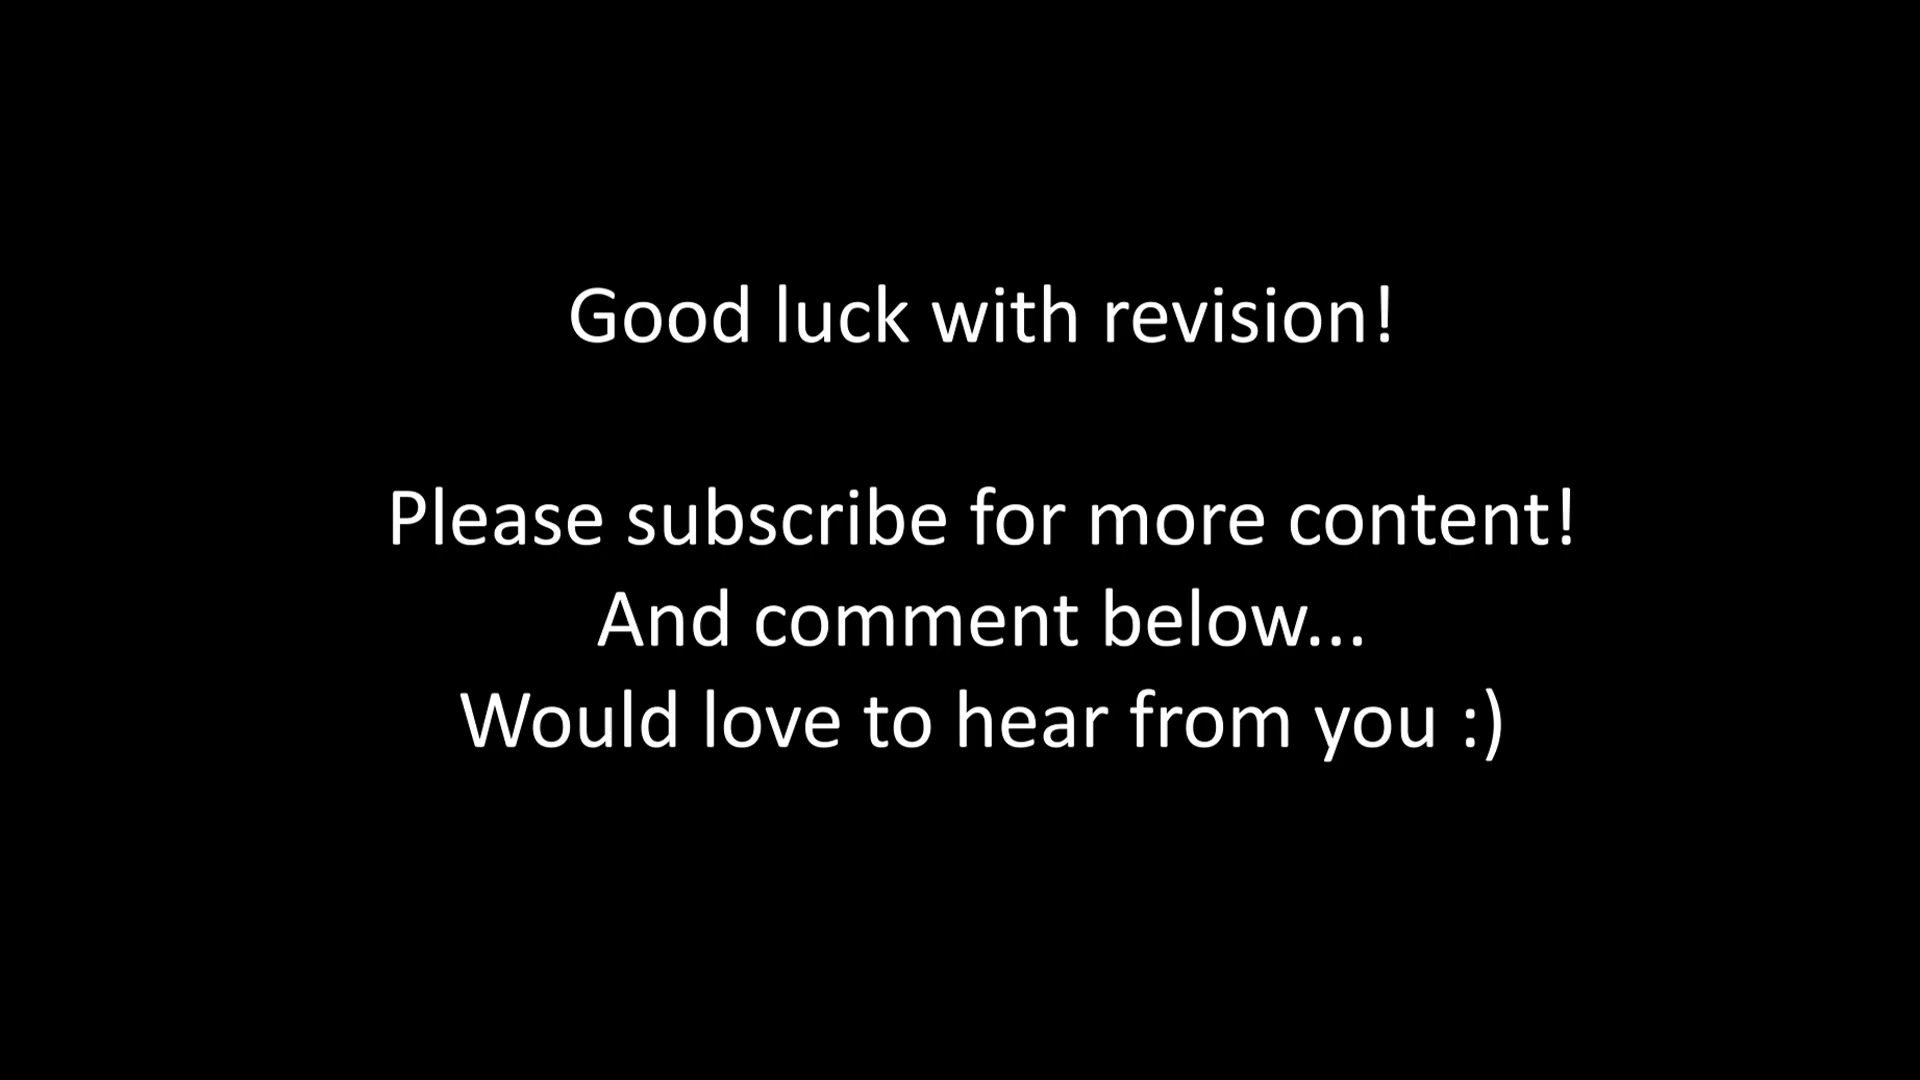 Good luck with revision!
Please subscribe for more content!
And comment below...
Would love to hear from you :)